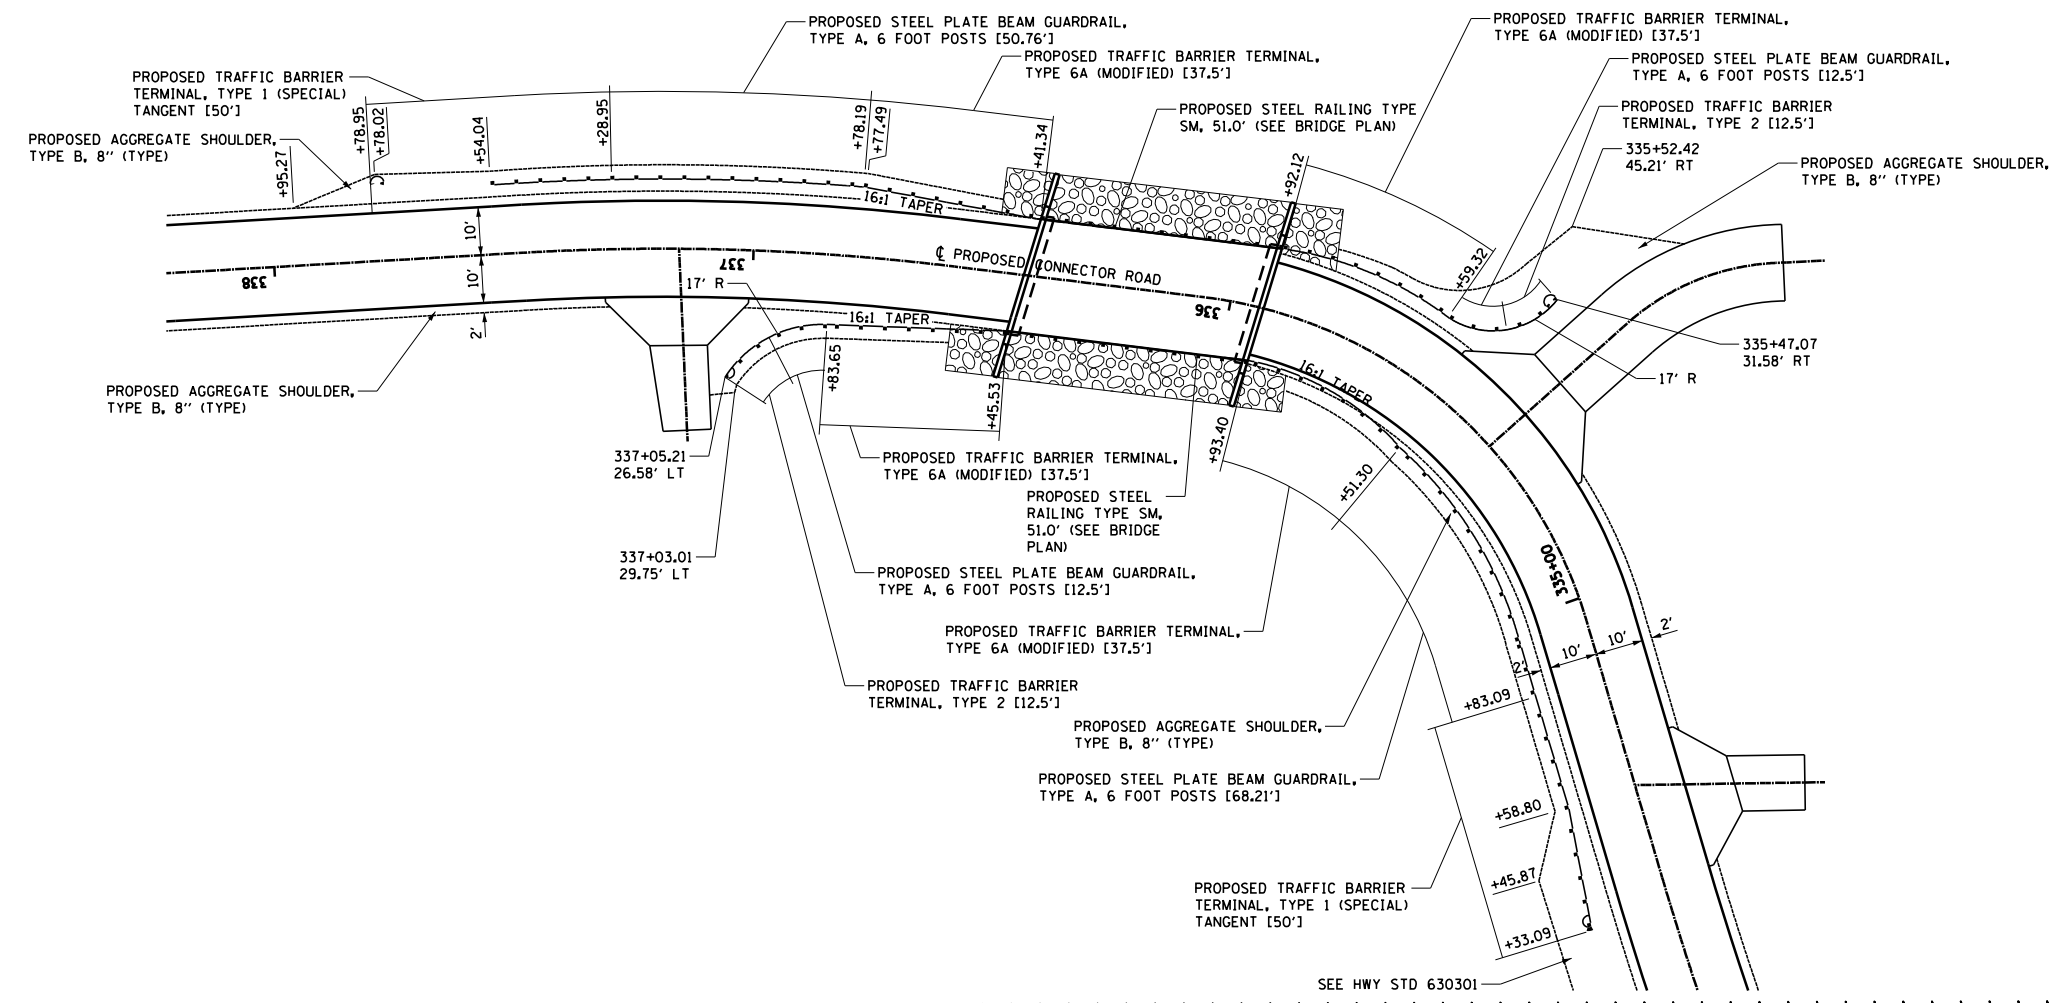 PROPOSED STEEL PLATE BEAM GUARDRAIL,
TYPE A, 6 FOOT POSTS [50.76']
PROPOSED TRAFFIC BARRIER TERMINAL,
TYPE 6A (MODIFIED) [37.5']
PROPOSED TRAFFIC BARRIER TERMINAL,
TYPE 6A (MODIFIED) [37.5']
PROPOSED STEEL PLATE BEAM GUARDRAIL,
TYPE A, 6 FOOT POSTS [12.5']
PROPOSED TRAFFIC BARRIER
TERMINAL, TYPE 1 (SPECIAL)
TANGENT [50']
PROPOSED STEEL RAILING TYPE
SM, 51.0' (SEE BRIDGE PLAN)
PROPOSED TRAFFIC BARRIER
TERMINAL, TYPE 2 [12.5']
PROPOSED AGGREGATE SHOULDER,
TYPE B, 8'' (TYPE)
335+52.42
45.21' RT
PROPOSED AGGREGATE SHOULDER,
TYPE B, 8'' (TYPE)
+95.27
+78.95
+78.02
+54.04
+28.95
+78.19
+77.49
+41.34
+92.12
+59.32
16:1 TAPER
10'
10'
2'
338
337
336
℄ PROPOSED CONNECTOR ROAD
17' R
16:1 TAPER
16:1 TAPER
335+47.07
31.58' RT
17' R
PROPOSED AGGREGATE SHOULDER,
TYPE B, 8'' (TYPE)
+83.65
+45.53
+93.40
+51.30
337+05.21
26.58' LT
PROPOSED TRAFFIC BARRIER TERMINAL,
TYPE 6A (MODIFIED) [37.5']
PROPOSED STEEL
RAILING TYPE SM,
51.0' (SEE BRIDGE
PLAN)
337+03.01
29.75' LT
PROPOSED STEEL PLATE BEAM GUARDRAIL,
TYPE A, 6 FOOT POSTS [12.5']
335+00
PROPOSED TRAFFIC BARRIER TERMINAL,
TYPE 6A (MODIFIED) [37.5']
2'
10'
10'
2'
PROPOSED TRAFFIC BARRIER
TERMINAL, TYPE 2 [12.5']
+83.09
PROPOSED AGGREGATE SHOULDER,
TYPE B, 8'' (TYPE)
PROPOSED STEEL PLATE BEAM GUARDRAIL,
TYPE A, 6 FOOT POSTS [68.21']
+58.80
+45.87
PROPOSED TRAFFIC BARRIER
TERMINAL, TYPE 1 (SPECIAL)
TANGENT [50']
+33.09
SEE HWY STD 630301